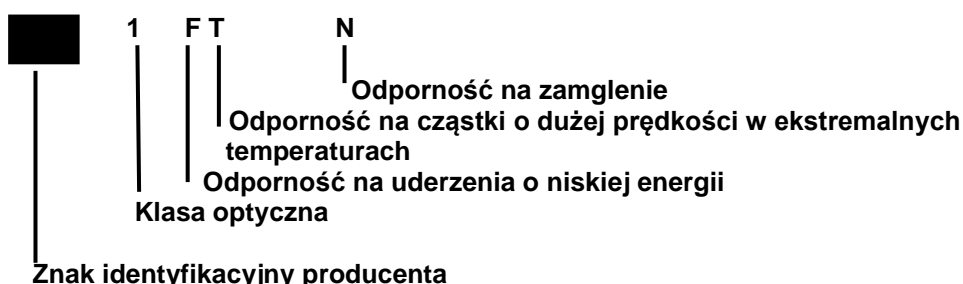 1 F T N
Odporność na zamglenie
Odporność na cząstki o dużej prędkości w ekstremalnych
temperaturach
Odporność na uderzenia o niskiej energii
Klasa optyczna
Znak identyfikacyjny producenta